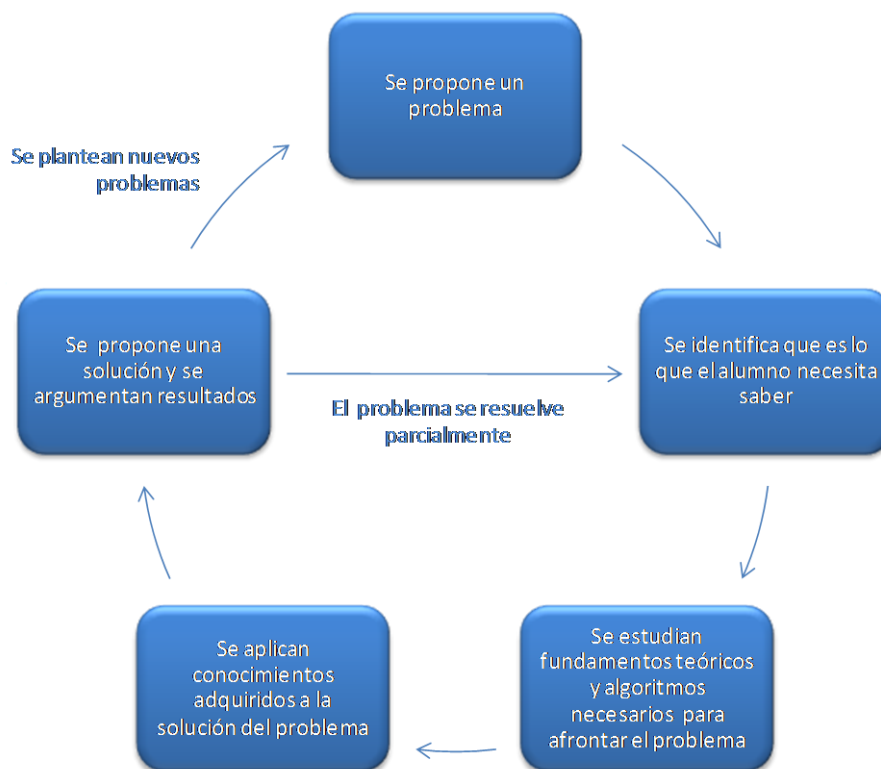 Se propone un
problema
Se plantean nuevos
problemas
Se propone una
solución y se
argumentan resultados
El problema se resuelve
parcialmente
Se identifica que es lo
que el alumno necesita
saber
Se aplican
conocimientos
adquiridos a la
solución del problema
Se estudian
fundamentos teóricos
y algoritmos
necesarios para
afrontar el problema